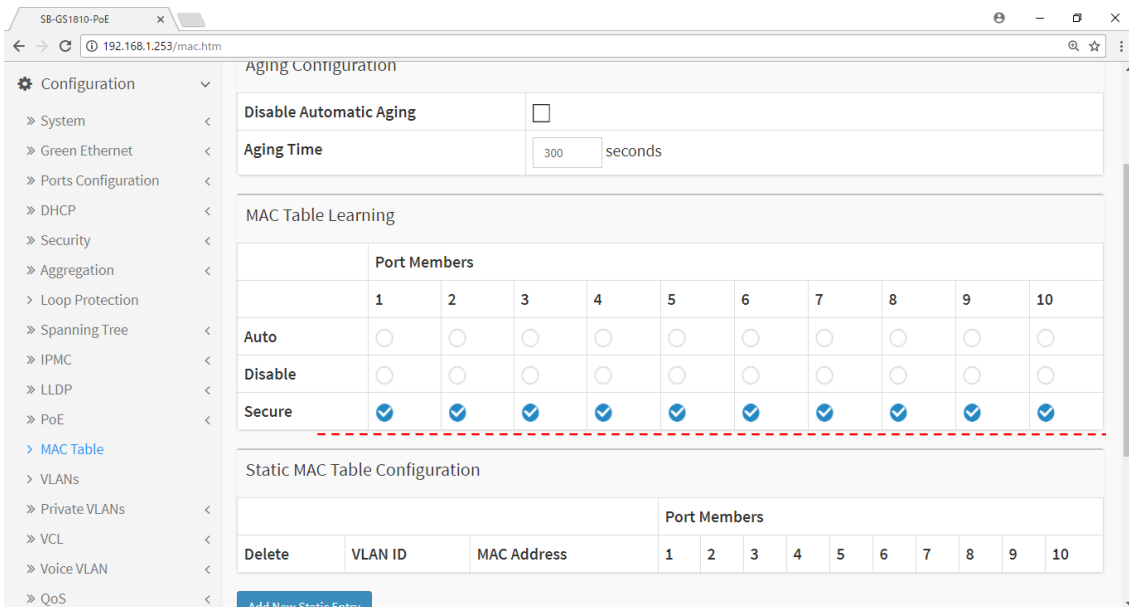 SB-GS1810-PoE
192.168.1.253/mac.htm
Configuration
System
Green Ethernet
Ports Configuration
DHCP
Security
Aggregation
Loop Protection
Spanning Tree
IPMC
LLDP
PoE
MAC Table
VLANs
Private VLANs
VCL
Voice VLAN
QoS
Aging Configuration
Disable Automatic Aging
Aging Time 300 seconds
MAC Table Learning
Port Members
1 2 3 4 5 6 7 8 9 10
Auto
Disable
Secure
Static MAC Table Configuration
Port Members
Delete VLAN ID MAC Address 1 2 3 4 5 6 7 8 9 10
Add New Static Entry